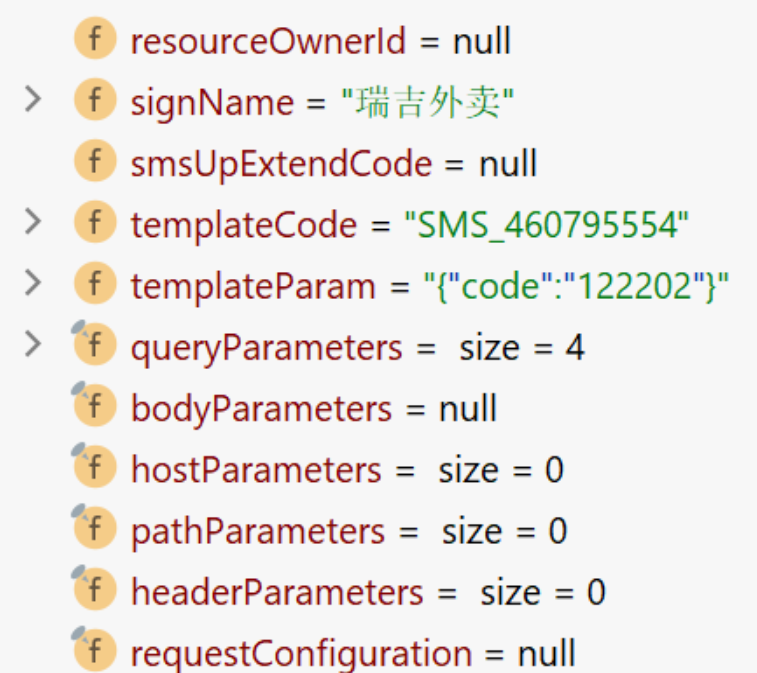 f resourceOwnerId = null
f signName = "瑞吉外卖"
f smsUpExtendCode = null
f templateCode = "SMS_460795554"
f templateParam = "{"code":"122202"}"
f queryParameters = size = 4
f bodyParameters = null
f hostParameters = size = 0
f pathParameters = size = 0
f headerParameters = size = 0
f requestConfiguration = null